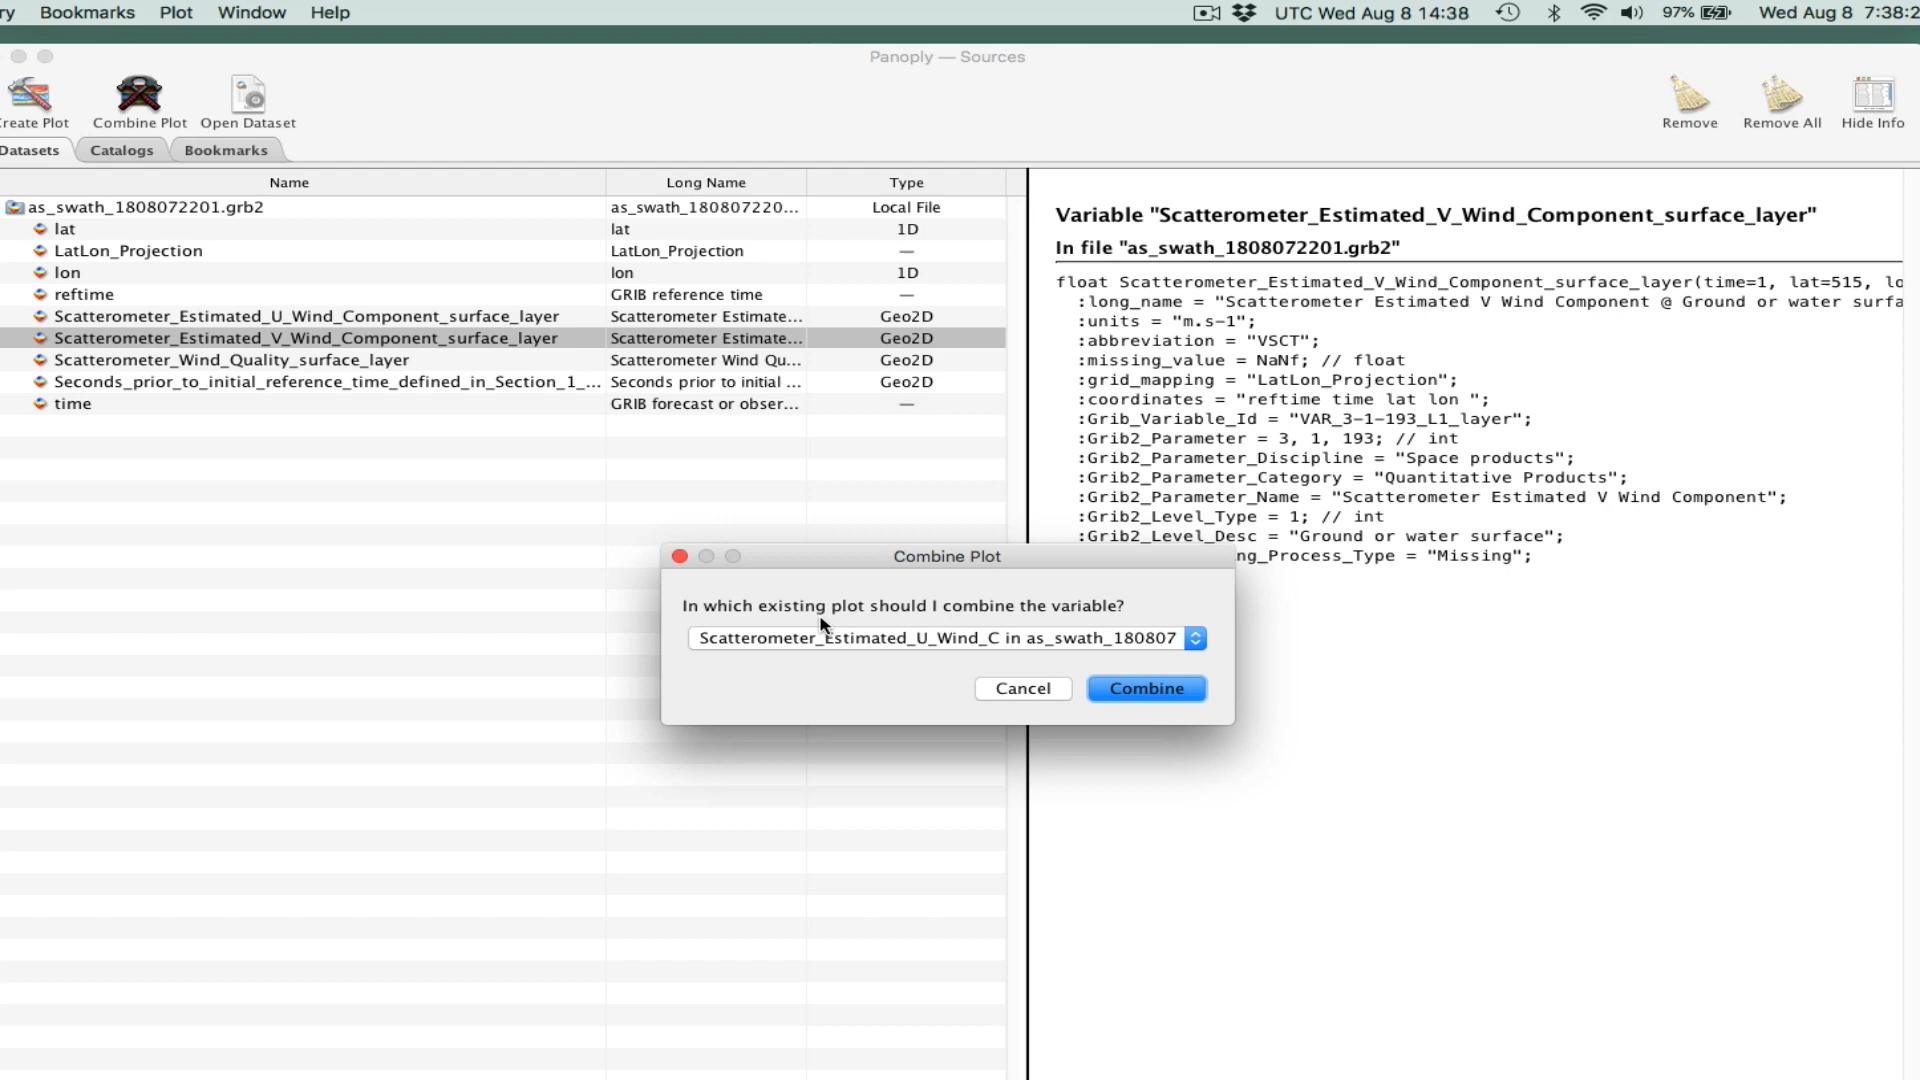 ry Bookmarks Plot Window Help UTC Wed Aug 8 14:38 97% Wed Aug 8 7:38:2
Panoply — Sources
reate Plot Combine Plot Open Dataset Remove Remove All Hide Info
Datasets Catalogs Bookmarks
Name Long Name Type
as_swath_1808072201.grb2 as_swath_180807220... Local File
lat lat 1D
LatLon_Projection LatLon_Projection —
lon lon 1D
reftime GRIB reference time —
Scatterometer_Estimated_U_Wind_Component_surface_layer Scatterometer Estimate... Geo2D
Scatterometer_Estimated_V_Wind_Component_surface_layer Scatterometer Estimate... Geo2D
Scatterometer_Wind_Quality_surface_layer Scatterometer Wind Qu... Geo2D
Seconds_prior_to_initial_reference_time_defined_in_Section_1_... Seconds prior to initial ... Geo2D
time GRIB forecast or obser... —
Variable "Scatterometer_Estimated_V_Wind_Component_surface_layer"
In file "as_swath_1808072201.grb2"
float Scatterometer_Estimated_V_Wind_Component_surface_layer(time=1, lat=515, lo
:long_name = "Scatterometer Estimated V Wind Component @ Ground or water surfa
:units = "m.s-1";
:abbreviation = "VSCT";
:missing_value = NaNf; // float
:grid_mapping = "LatLon_Projection";
:coordinates = "reftime time lat lon ";
:Grib_Variable_Id = "VAR_3-1-193_L1_layer";
:Grib2_Parameter = 3, 1, 193; // int
:Grib2_Parameter_Discipline = "Space products";
:Grib2_Parameter_Category = "Quantitative Products";
:Grib2_Parameter_Name = "Scatterometer Estimated V Wind Component";
:Grib2_Level_Type = 1; // int
:Grib2_Level_Desc = "Ground or water surface";
ng_Process_Type = "Missing";
Combine Plot
In which existing plot should I combine the variable?
Scatterometer_Estimated_U_Wind_C in as_swath_180807
Cancel Combine